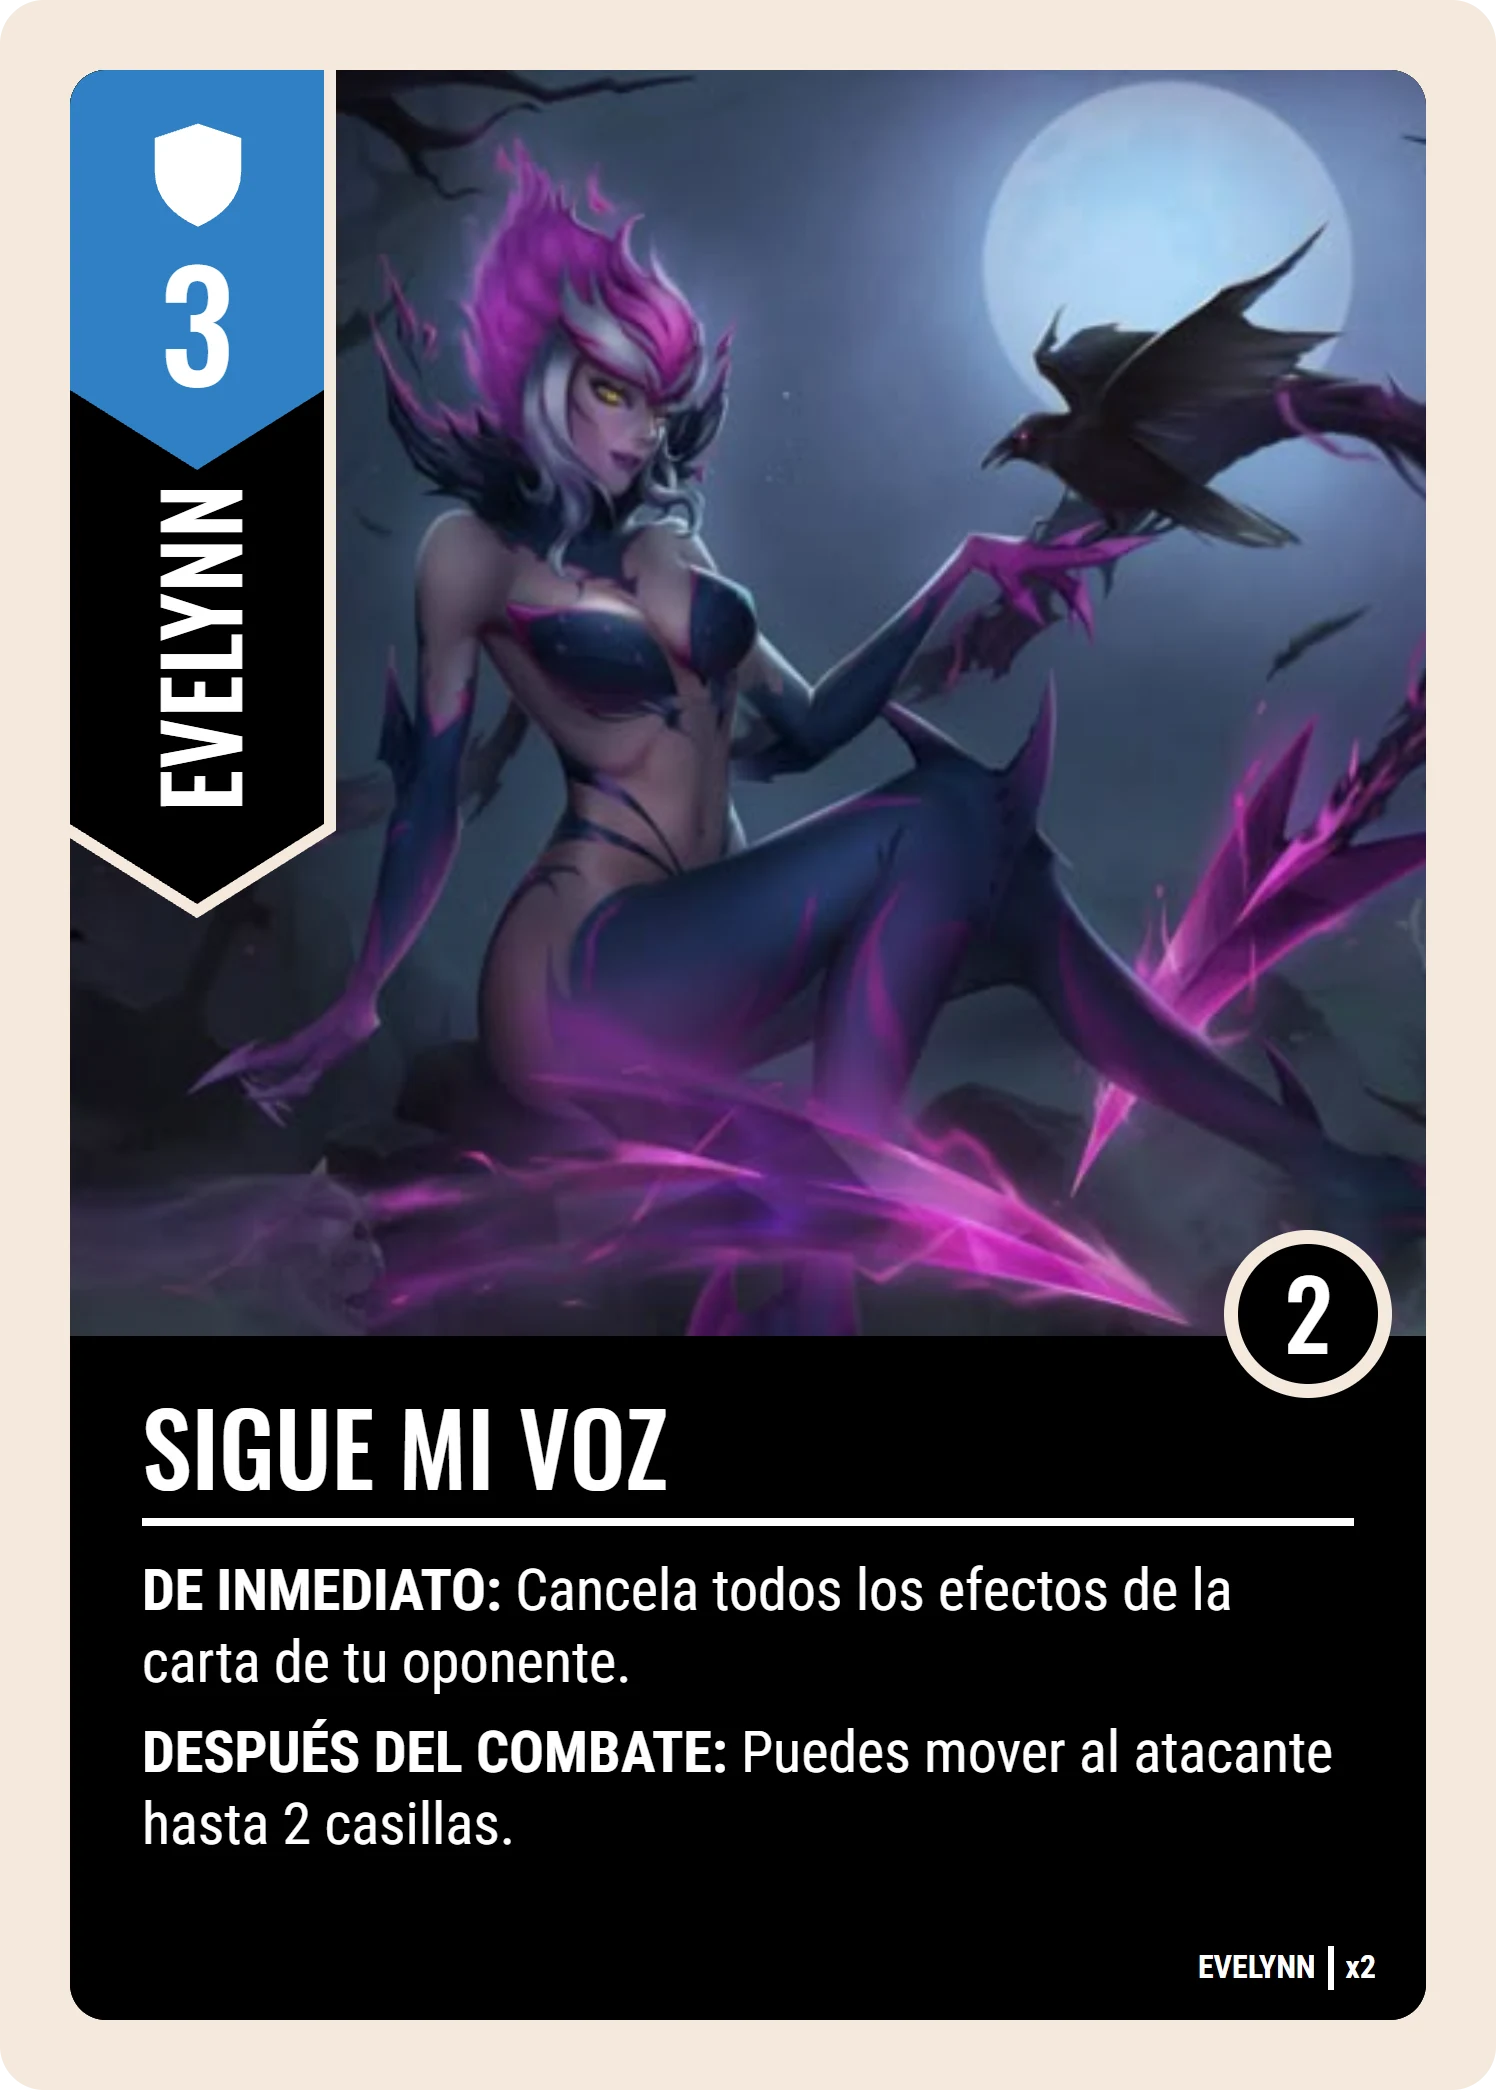 3
EVELYNN
2
SIGUE MI VOZ
DE INMEDIATO: Cancela todos los efectos de la
carta de tu oponente.
DESPUÉS DEL COMBATE: Puedes mover al atacante
hasta 2 casillas.
EVELYNN | x2